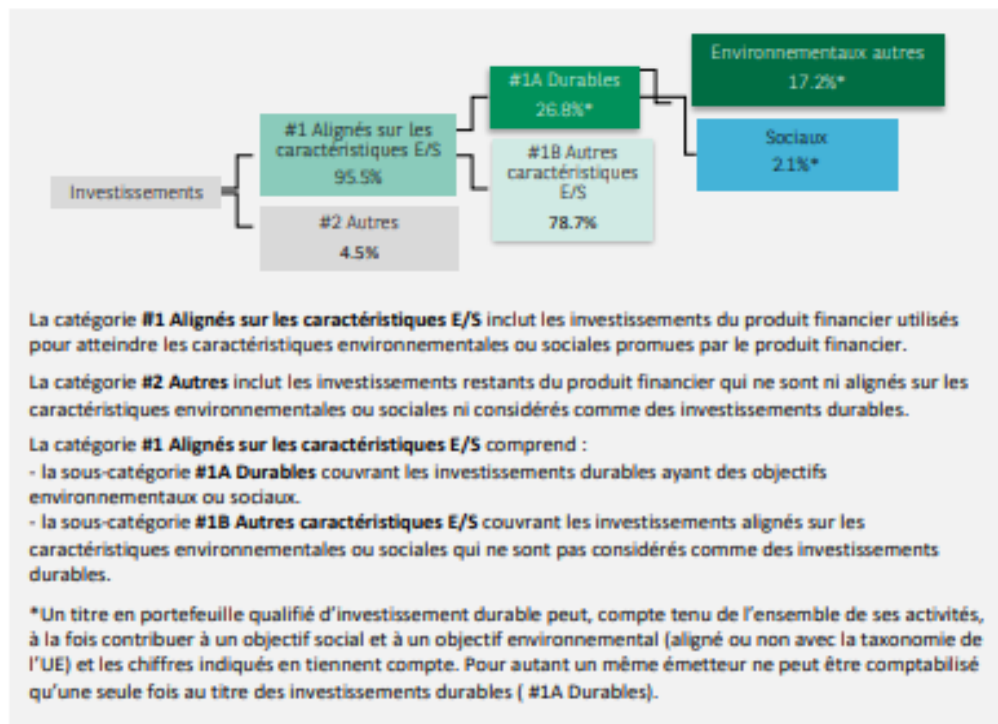 Environnementaux autres
17.2%*
#1A Durables
26.8%*
Sociaux
2.1%*
#1 Alignés sur les
caractéristiques E/S
95.5%
#1B Autres
caractéristiques
E/S
78.7%
Investissements
#2 Autres
4.5%
La catégorie #1 Alignés sur les caractéristiques E/S inclut les investissements du produit financier utilisés
pour atteindre les caractéristiques environnementales ou sociales promues par le produit financier.
La catégorie #2 Autres inclut les investissements restants du produit financier qui ne sont ni alignés sur les
caractéristiques environnementales ou sociales ni considérés comme des investissements durables.
La catégorie #1 Alignés sur les caractéristiques E/S comprend :
- la sous-catégorie #1A Durables couvrant les investissements durables ayant des objectifs
environnementaux ou sociaux.
- la sous-catégorie #1B Autres caractéristiques E/S couvrant les investissements alignés sur les
caractéristiques environnementales ou sociales qui ne sont pas considérés comme des investissements
durables.
*Un titre en portefeuille qualifié d'investissement durable peut, compte tenu de l'ensemble de ses activités,
à la fois contribuer à un objectif social et à un objectif environnemental (aligné ou non avec la taxonomie de
l'UE) et les chiffres indiqués en tiennent compte. Pour autant un même émetteur ne peut être comptabilisé
qu'une seule fois au titre des investissements durables ( #1A Durables).